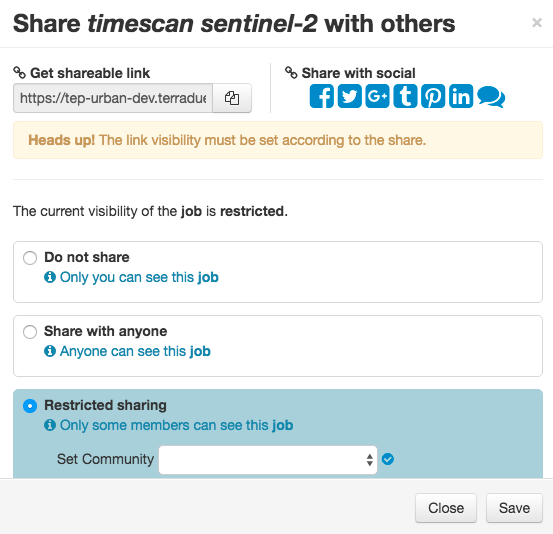 Share timescan sentinel-2 with others
×
Get shareable link
https://tep-urban-dev.terradue
Share with social
Heads up! The link visibility must be set according to the share.
The current visibility of the job is restricted.
Do not share
Only you can see this job
Share with anyone
Anyone can see this job
Restricted sharing
Only some members can see this job
Set Community
Close
Save